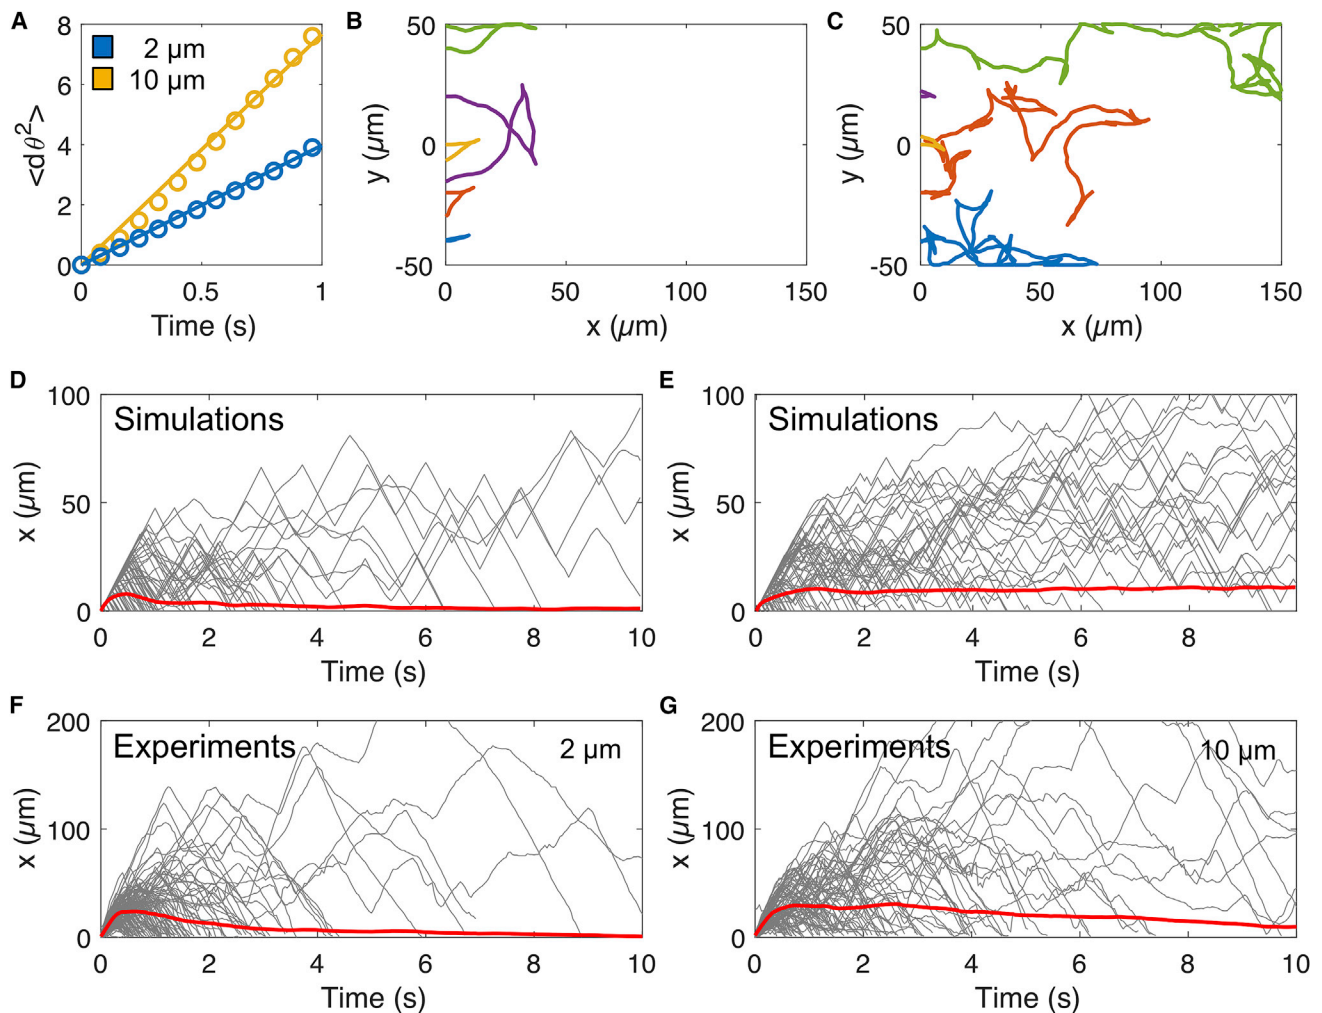 A
8
6
4
2
0
<dθ²>
2 µm
10 µm
0
0.5
1
Time (s)
B
50
0
-50
y (µm)
0
50
100
150
x (µm)
C
50
0
-50
y (µm)
0
50
100
150
x (µm)
D
100
50
0
x (µm)
Simulations
0
2
4
6
8
10
Time (s)
E
100
50
0
x (µm)
Simulations
0
2
4
6
8
Time (s)
F
200
100
0
x (µm)
Experiments
2 µm
0
2
4
6
8
10
Time (s)
G
200
100
0
x (µm)
Experiments
10 µm
0
2
4
6
8
10
Time (s)